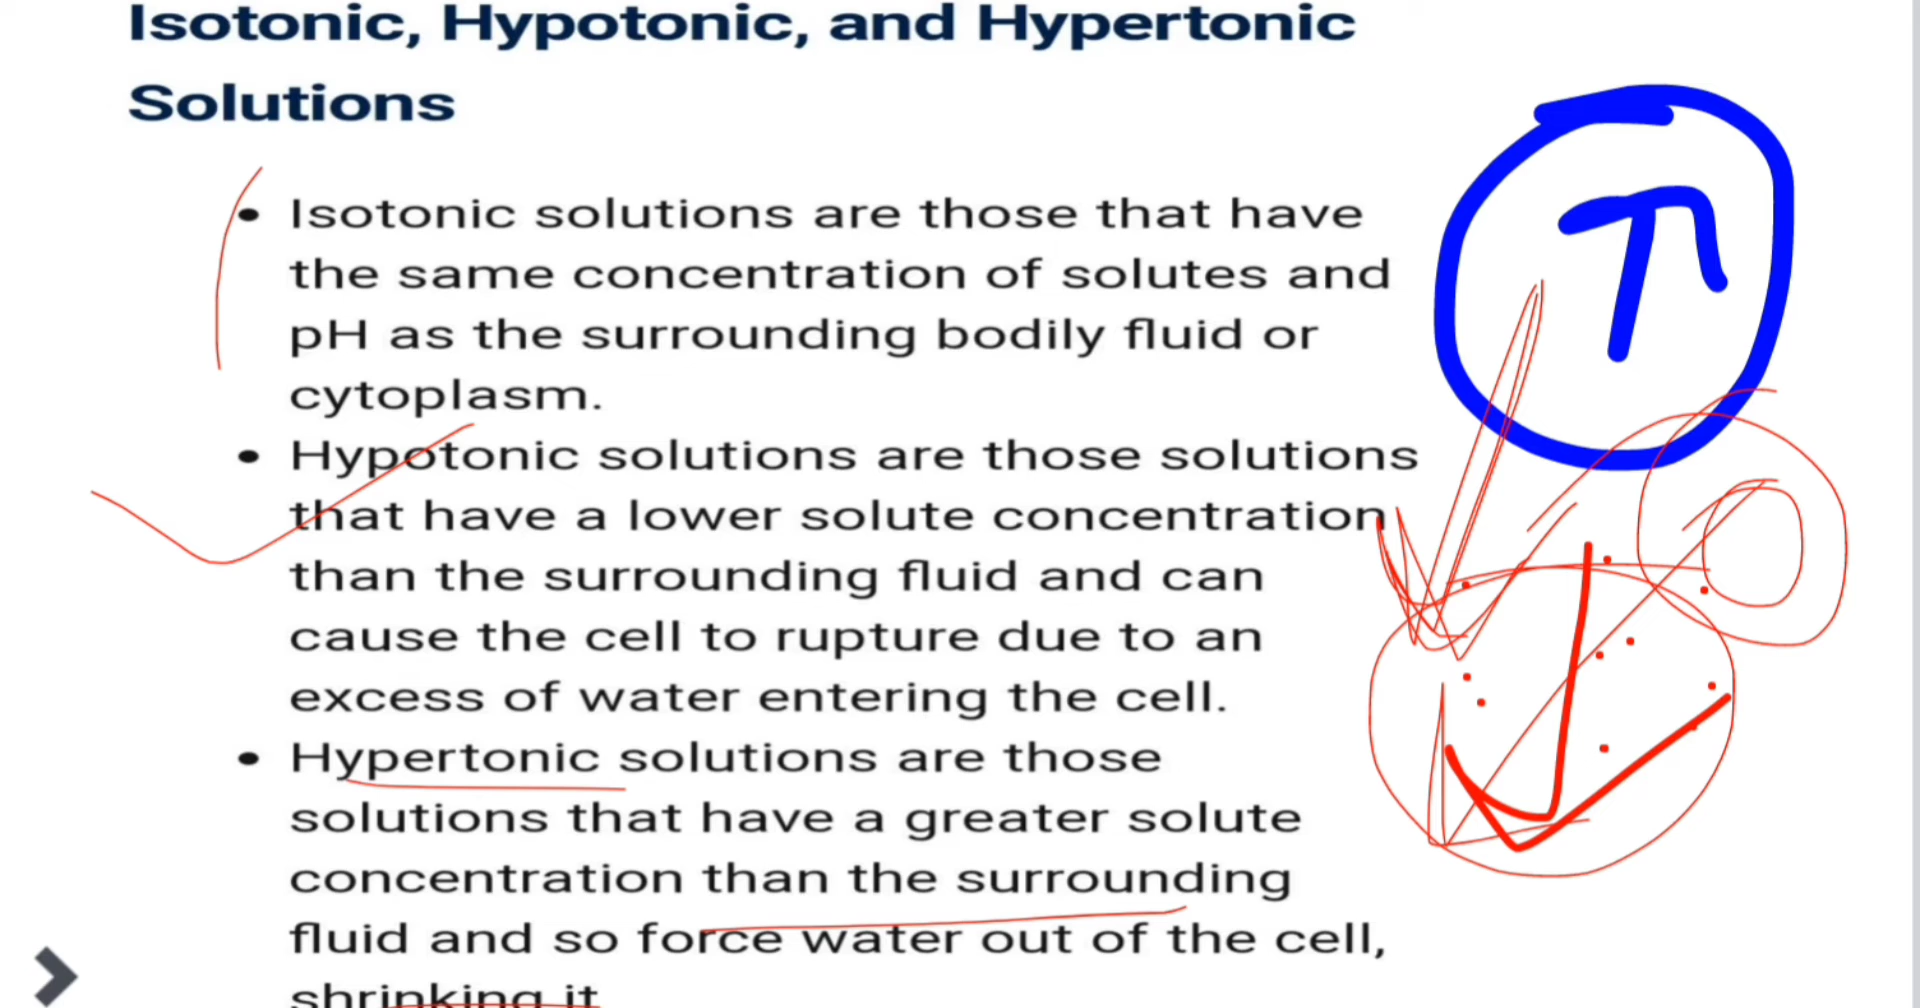 Isotonic, Hypotonic, and Hypertonic
Solutions
• Isotonic solutions are those that have
the same concentration of solutes and
pH as the surrounding bodily fluid or
cytoplasm.
• Hypotonic solutions are those solutions
that have a lower solute concentration
than the surrounding fluid and can
cause the cell to rupture due to an
excess of water entering the cell.
• Hypertonic solutions are those
solutions that have a greater solute
concentration than the surrounding
fluid and so force water out of the cell,
shrinking it